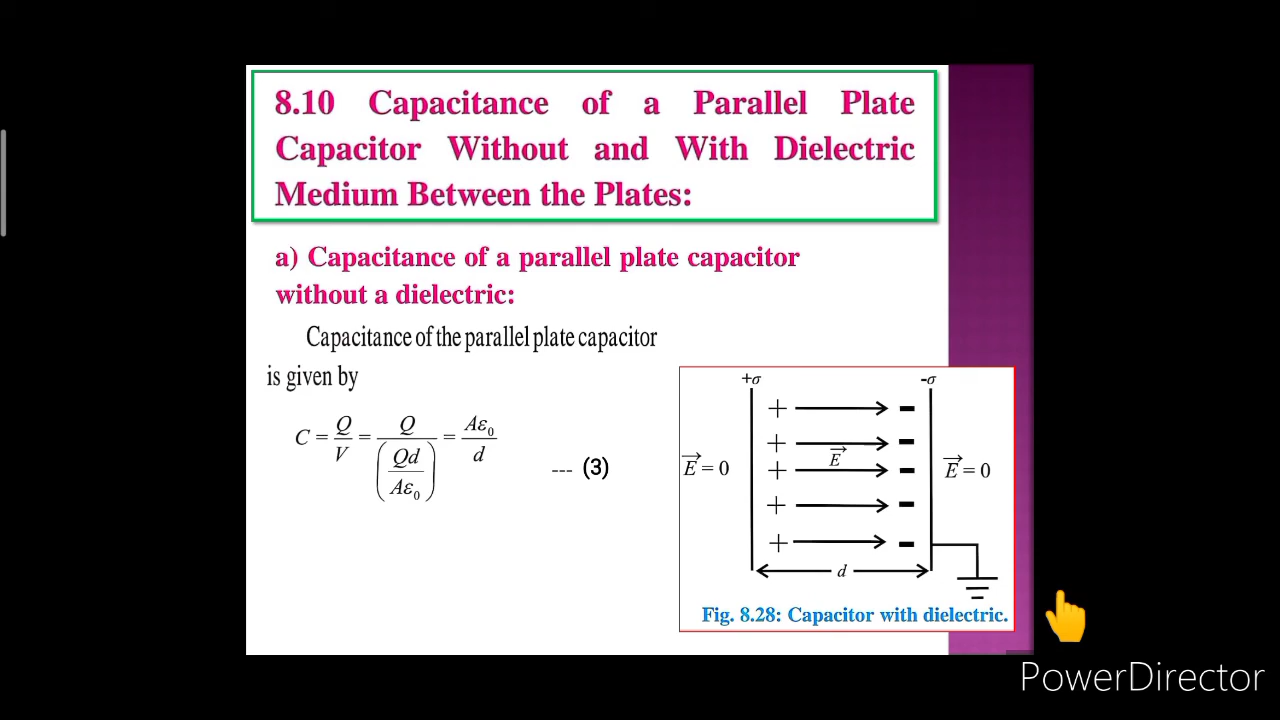 8.10 Capacitance of a Parallel Plate
Capacitor Without and With Dielectric
Medium Between the Plates:
a) Capacitance of a parallel plate capacitor
without a dielectric:
Capacitance of the parallel plate capacitor
is given by
C = Q/V = Q/(Qd/Aε₀) = Aε₀/d --- (3)
+σ -σ
E⃗ = 0 E⃗ E⃗ = 0
d
Fig. 8.28: Capacitor with dielectric.
PowerDirector